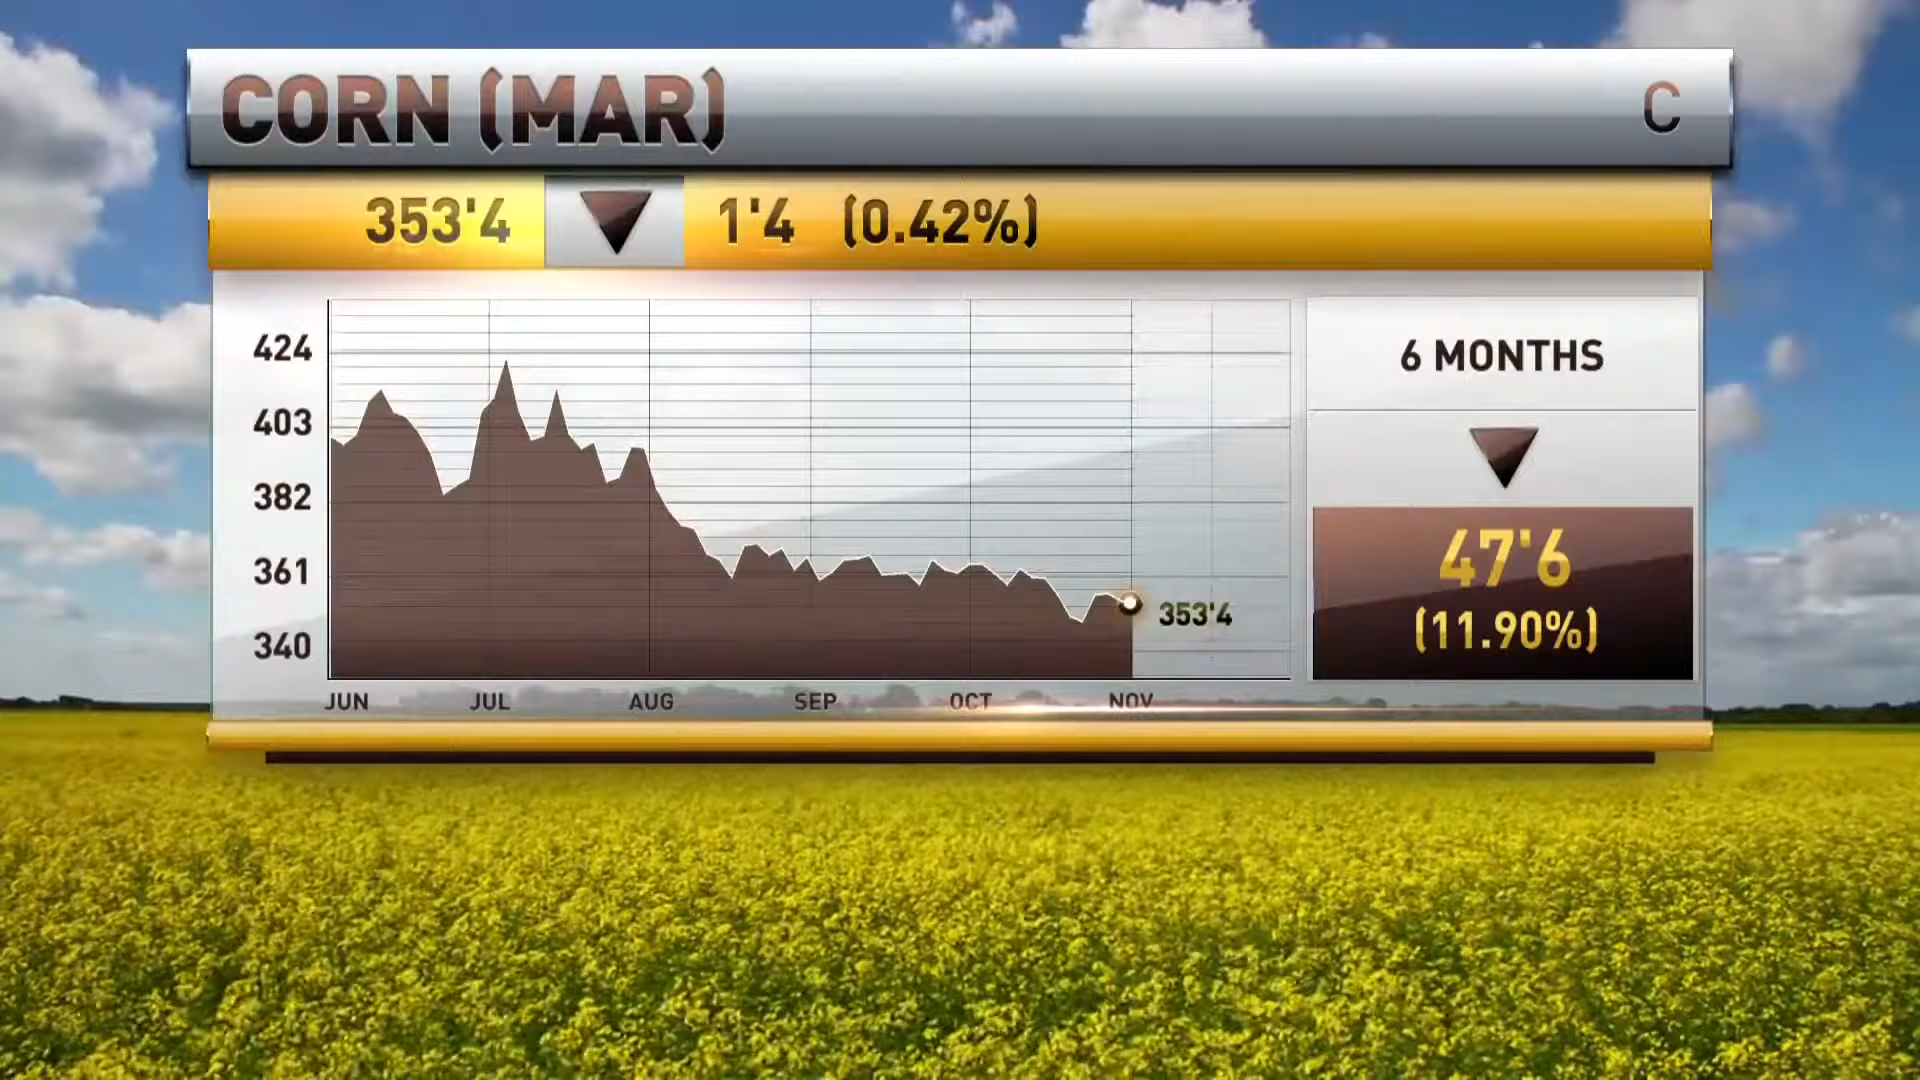 CORN (MAR) C
353'4 1'4 (0.42%)
424
403
382
361
340
353'4
JUN JUL AUG SEP OCT NOV
6 MONTHS
47'6
(11.90%)